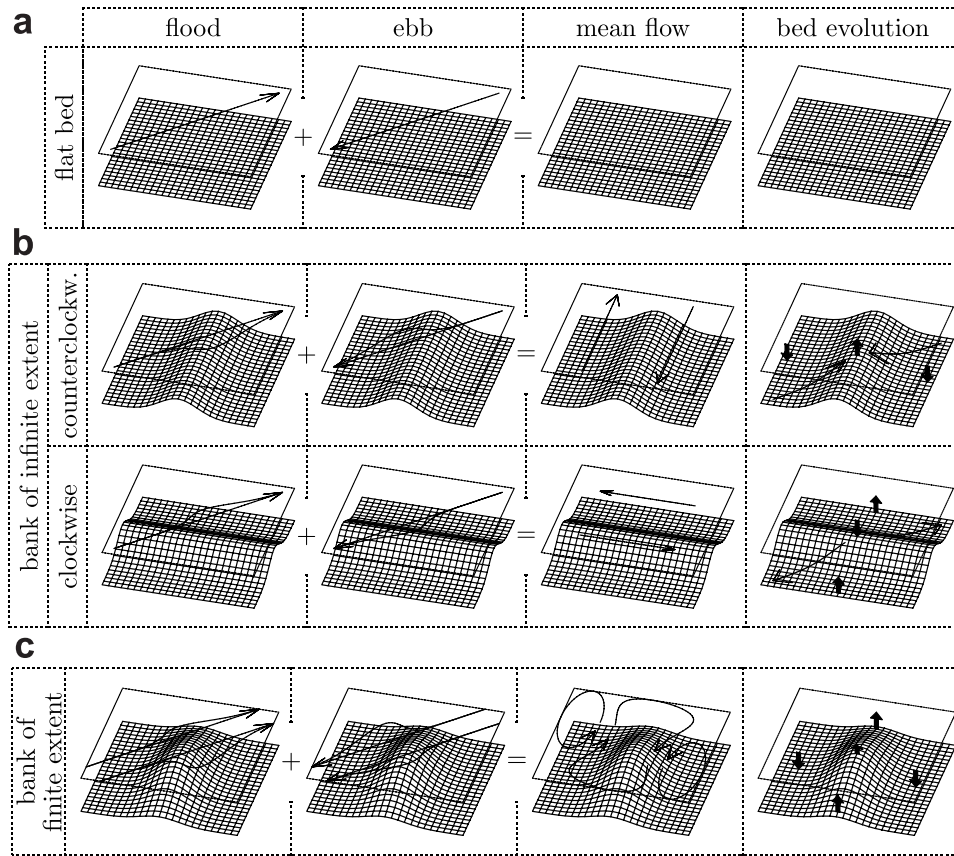 a
flood ebb mean flow bed evolution
flat bed
+ =
b
bank of infinite extent
counterclockw.
+ =
clockwise
+ =
c
bank of
finite extent
+ =